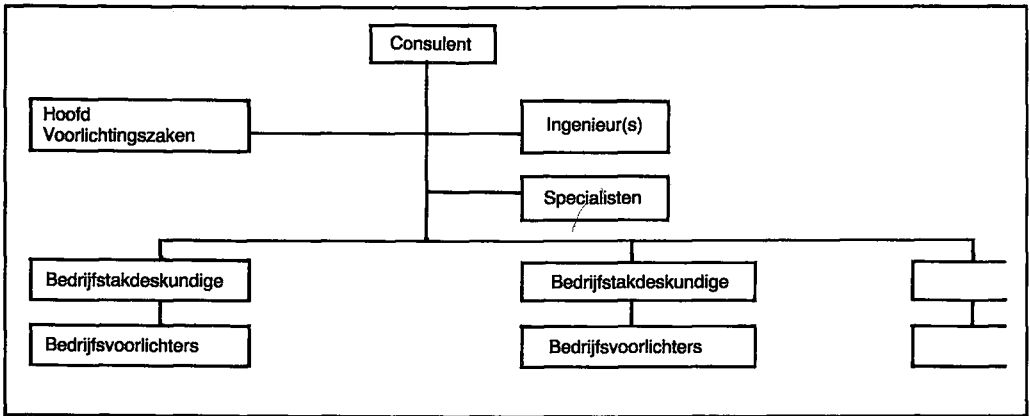 Consulent
Hoofd
Voorlichtingszaken
Ingenieur(s)
Specialisten
Bedrijfstakdeskundige
Bedrijfstakdeskundige
Bedrijfsvoorlichters
Bedrijfsvoorlichters